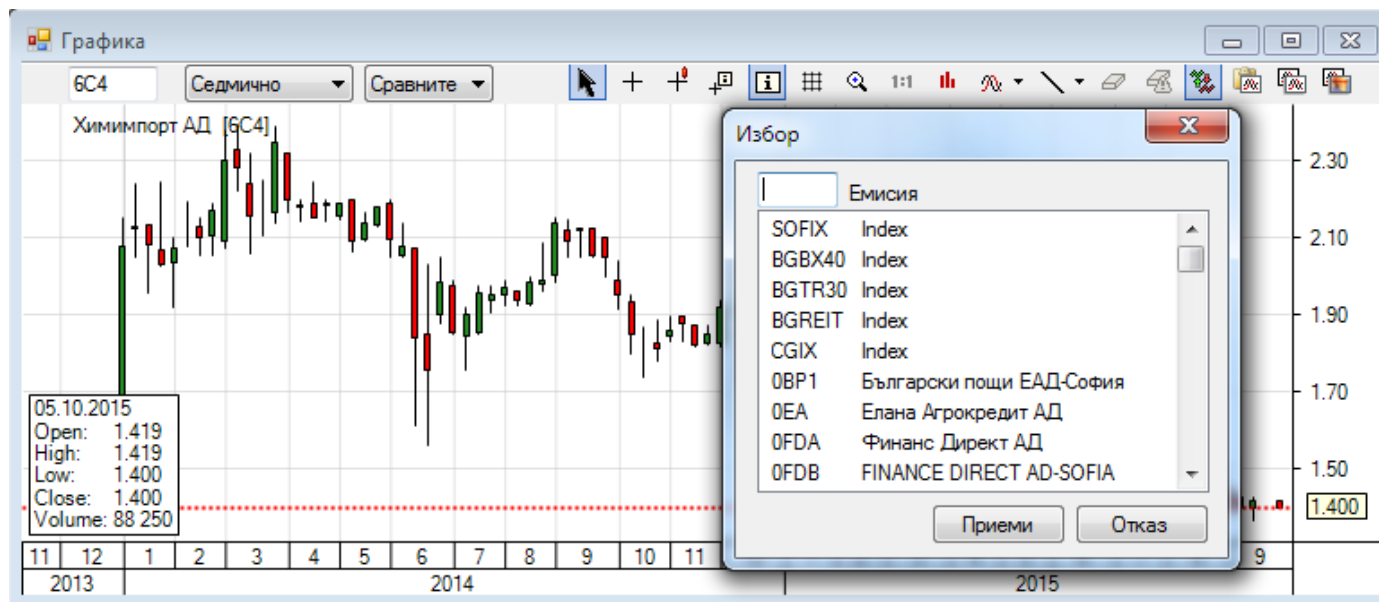 Графика
6C4 Седмично Сравните 1:1
Химимпорт АД [6C4]
Избор
Емисия
SOFIX Index
BGBX40 Index
BGTR30 Index
BGREIT Index
CGIX Index
0BP1 Български пощи ЕАД-София
0EA Елана Агрокредит АД
0FDA Финанс Директ АД
0FDB FINANCE DIRECT AD-SOFIA
Приеми Отказ
2.30
2.10
1.90
1.70
1.50
1.400
05.10.2015
Open: 1.419
High: 1.419
Low: 1.400
Close: 1.400
Volume: 88 250
11 12 1 2 3 4 5 6 7 8 9 10 11 9
2013 2014 2015